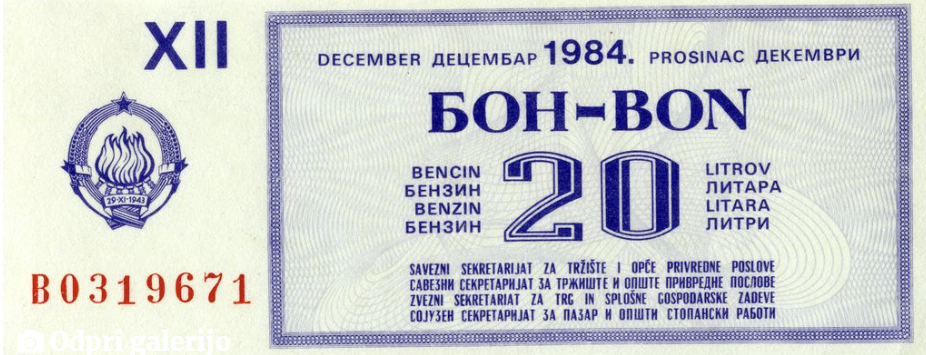 XII
DECEMBER ДЕЦЕМБАР 1984. PROSINAC ДЕКЕМВРИ
БОН-BON
BENCIN
БЕНЗИН
BENZIN
БЕНЗИН
20
LITROV
ЛИТАРА
LITARA
ЛИТРИ
29·XI·1943
B0319671
SAVEZNI SEKRETARIJAT ZA TRŽIŠTE I OPĆE PRIVREDNE POSLOVE
САВЕЗНИ СЕКРЕТАРИЈАТ ЗА ТРЖИШТЕ И ОПШТЕ ПРИВРЕДНЕ ПОСЛОВЕ
ZVEZNI SEKRETARIAT ZA TRG IN SPLOŠNE GOSPODARSKE ZADEVE
СОЈУЗЕН СЕКРЕТАРИЈАТ ЗА ПАЗАР И ОПШТИ СТОПАНСКИ РАБОТИ
Odpri galerijo